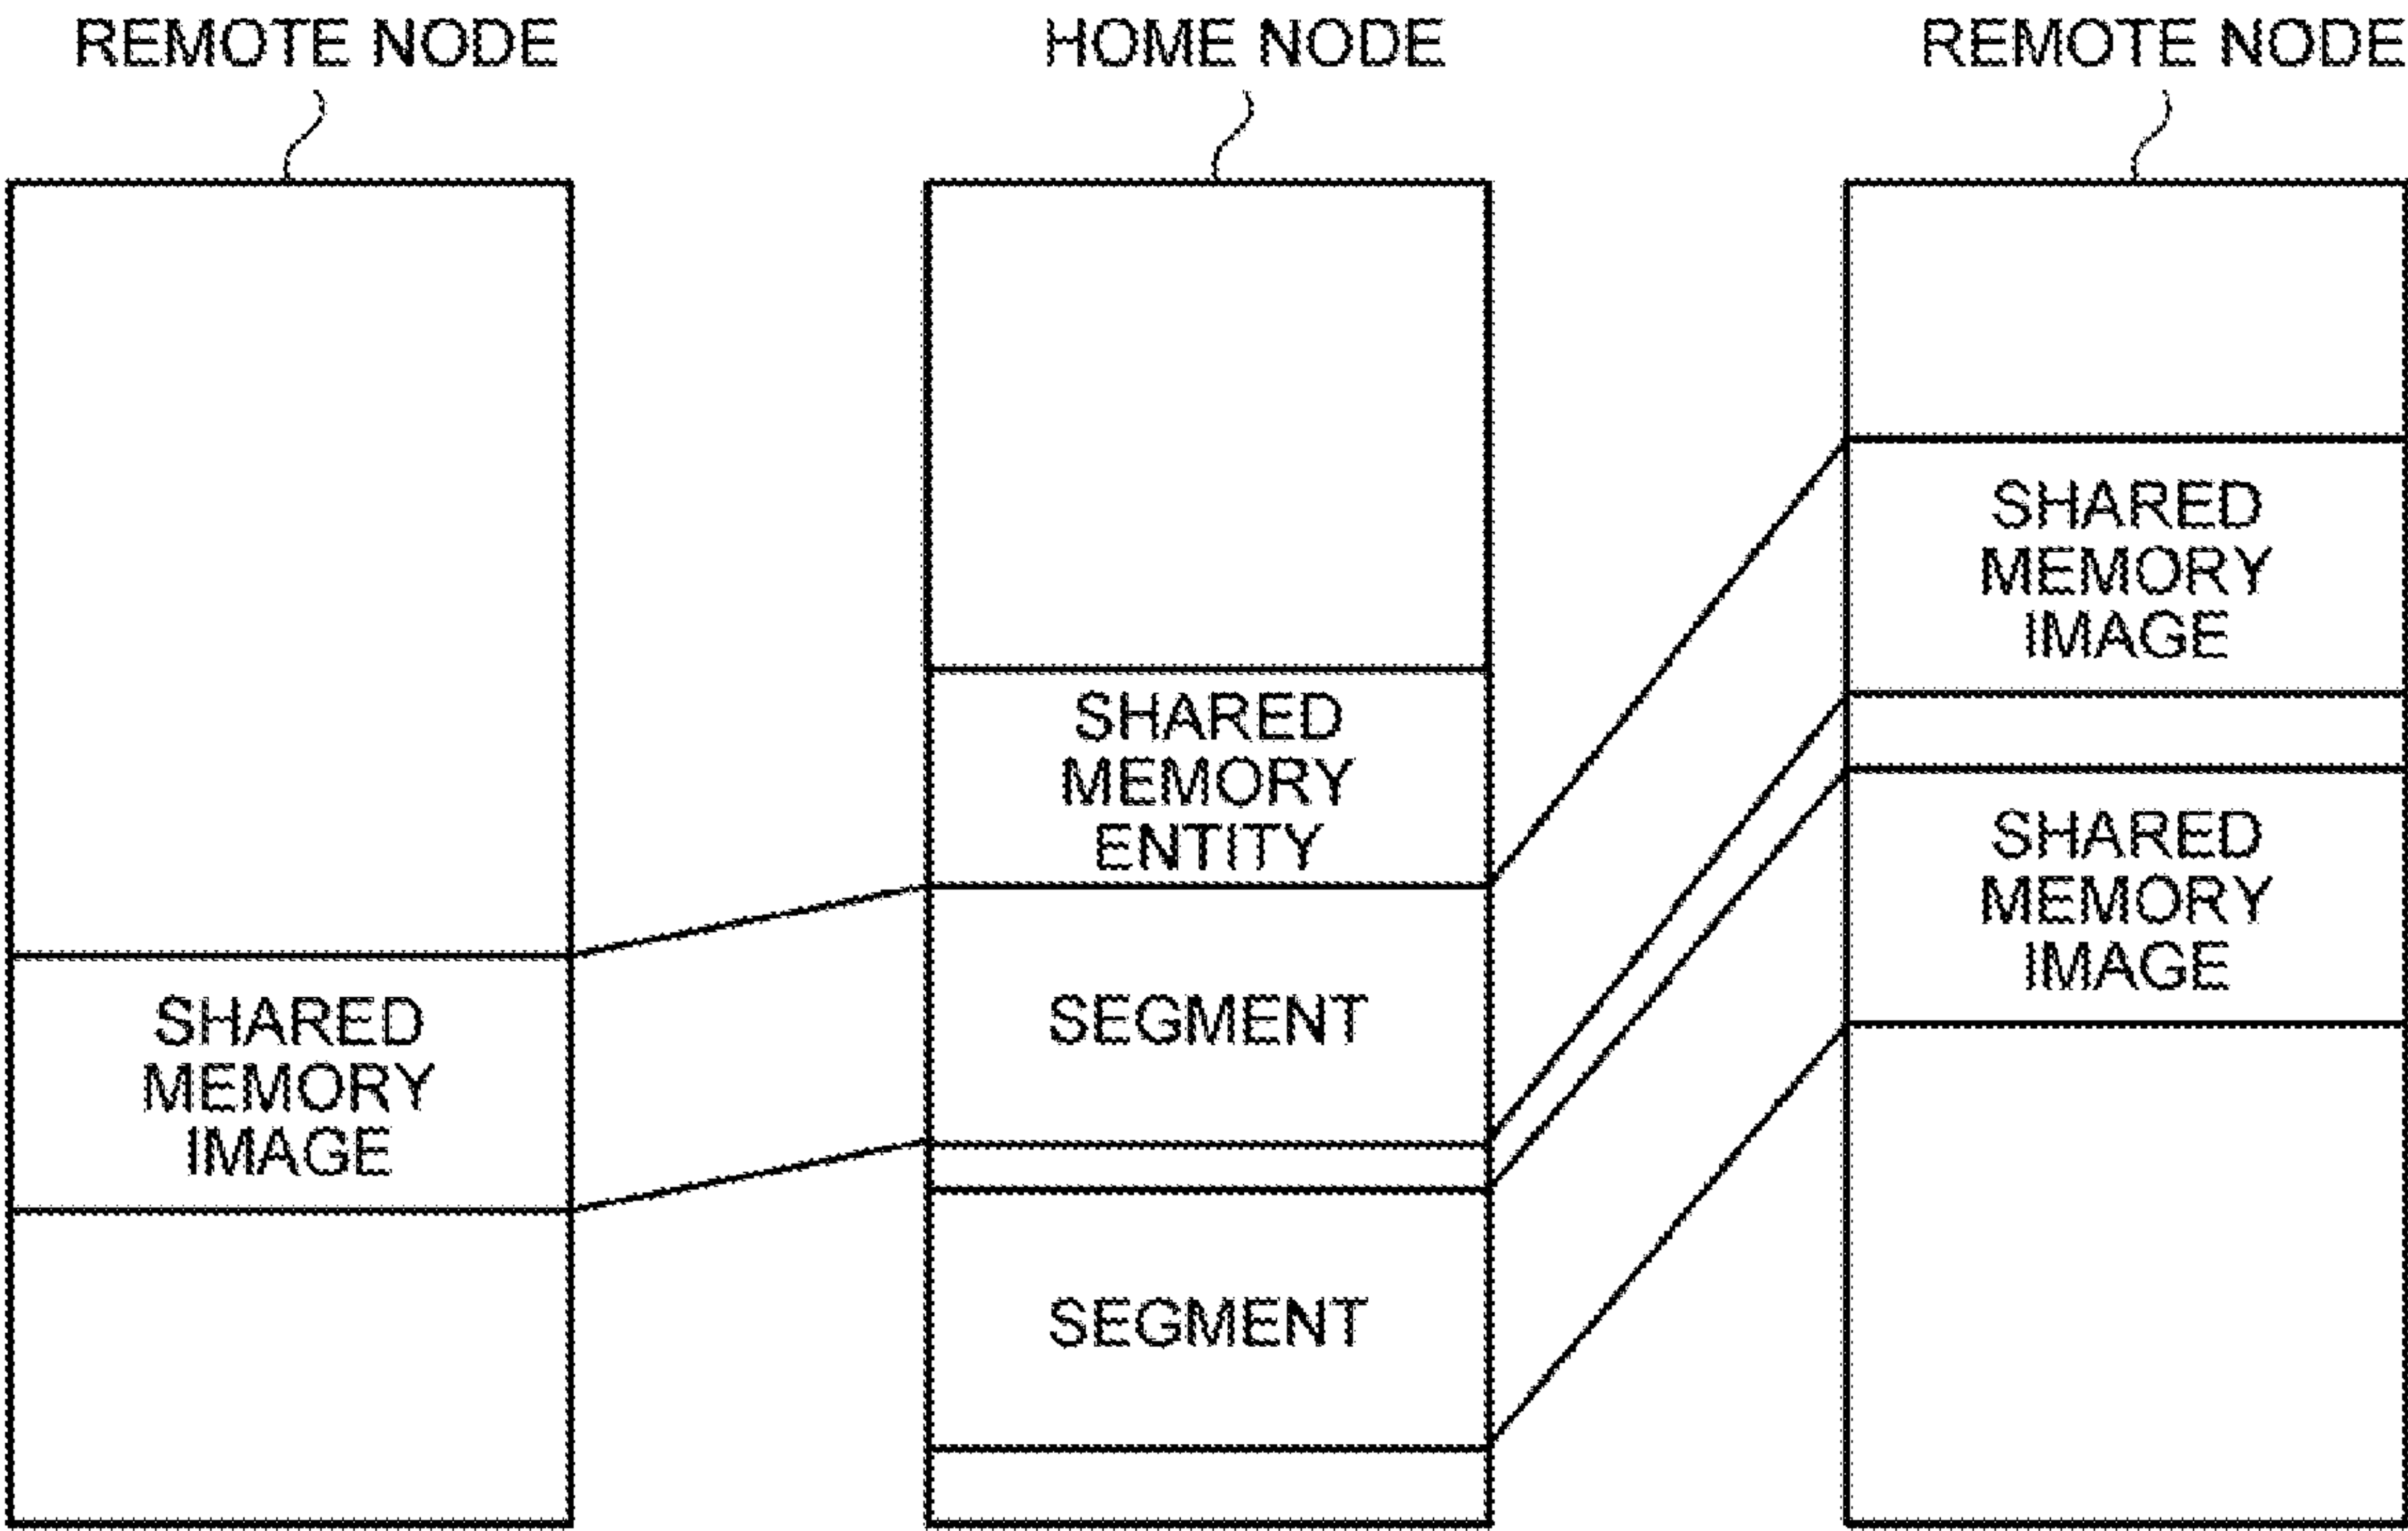 REMOTE NODE
HOME NODE
REMOTE NODE
SHARED
MEMORY
IMAGE
SHARED
MEMORY
ENTITY
SEGMENT
SEGMENT
SHARED
MEMORY
IMAGE
SHARED
MEMORY
IMAGE